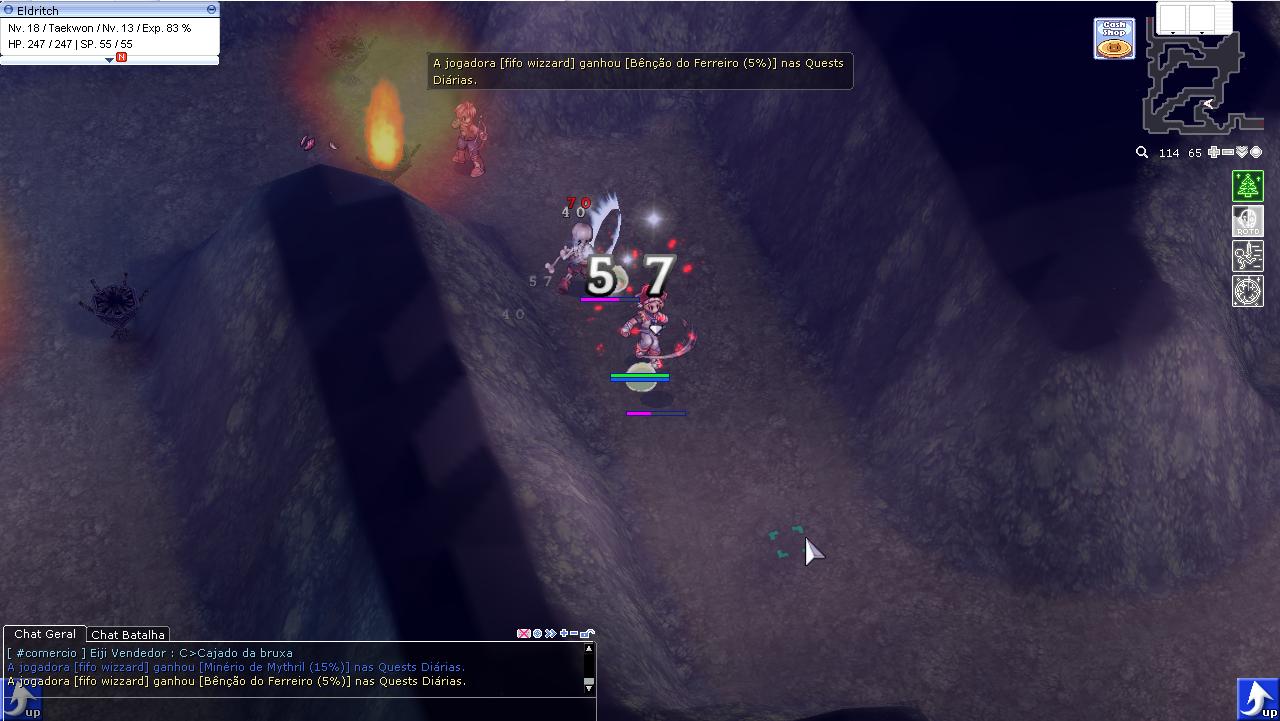 Eldritch
Nv. 18 / Taekwon / Nv. 13 / Exp. 83 %
HP. 247 / 247 | SP. 55 / 55
N
A jogadora [fifo wizzard] ganhou [Bênção do Ferreiro (5%)] nas Quests
Diárias.
Cash
Shop
114 65
70
40
57
57
40
Chat Geral
Chat Batalha
[ #comercio ] Eiji Vendedor : C>Cajado da bruxa
A jogadora [fifo wizzard] ganhou [Minério de Mythril (15%)] nas Quests Diárias.
A jogadora [fifo wizzard] ganhou [Bênção do Ferreiro (5%)] nas Quests Diárias.
up
up